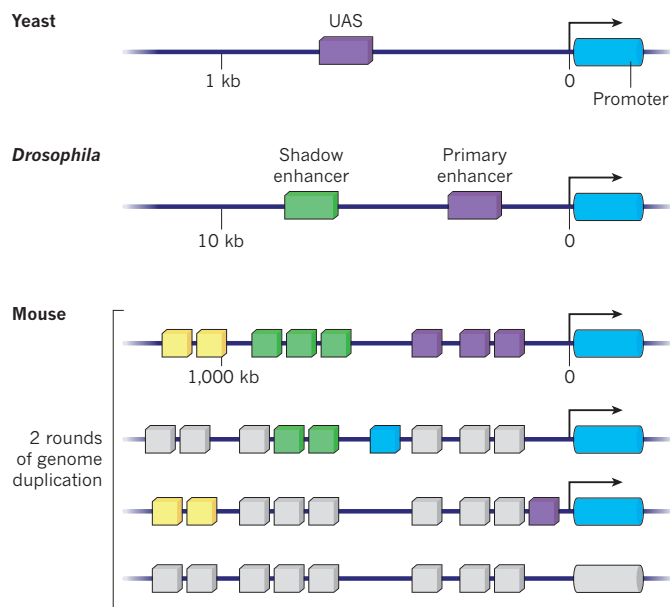 Yeast
UAS
1 kb
0
Promoter
Drosophila
Shadow
enhancer
Primary
enhancer
10 kb
0
Mouse
1,000 kb
0
2 rounds
of genome
duplication